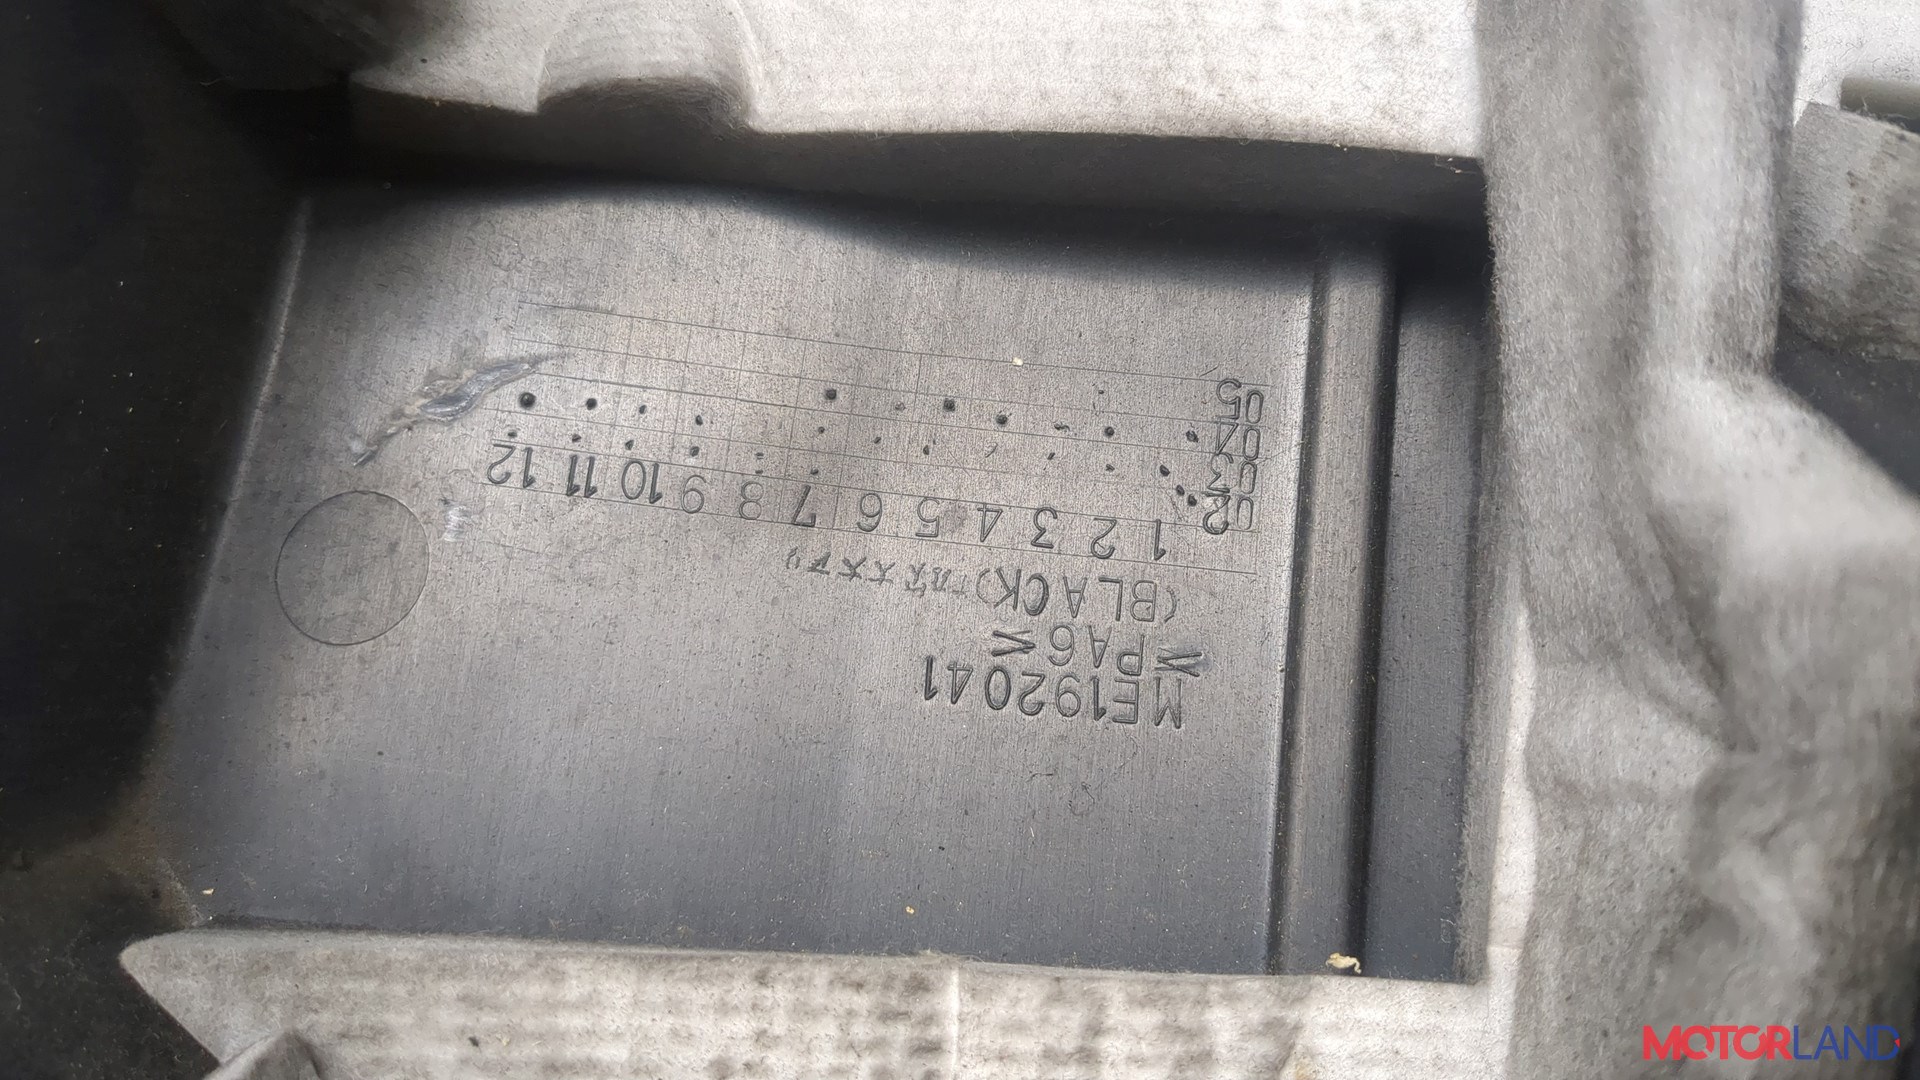 ME192041
>PA6<
(BLACK)
1 2 3 4 5 6 7 8 9 10 11 12
02
03
04
05
MOTORLAND